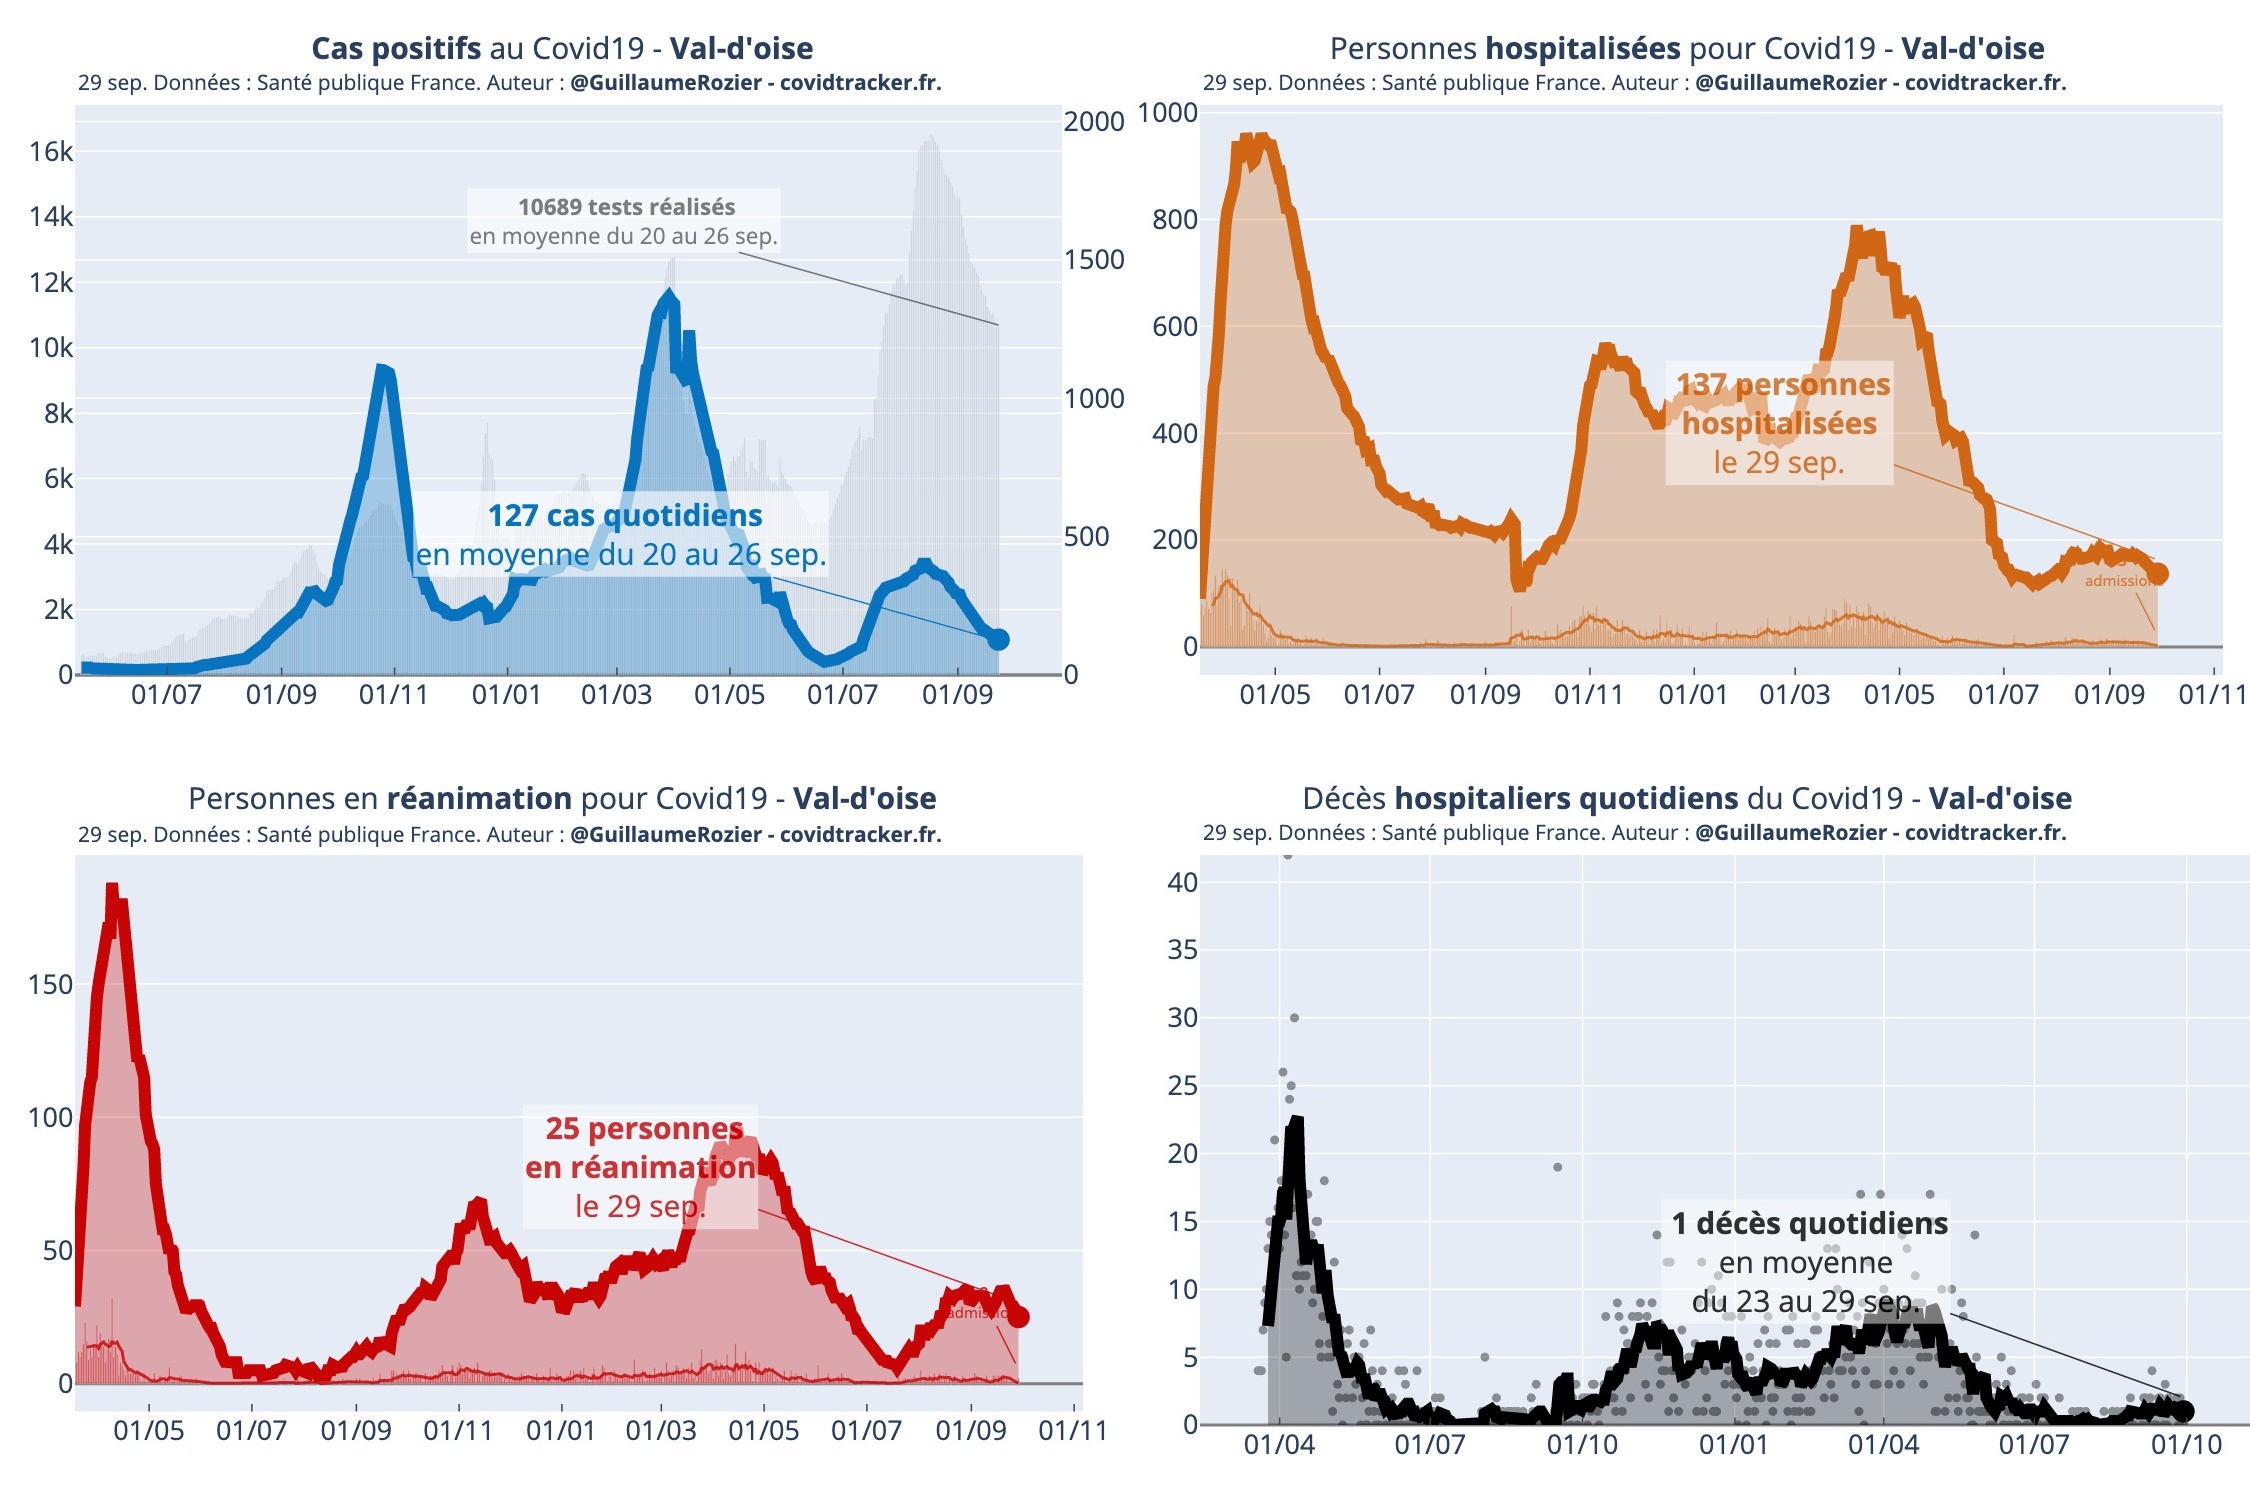 Cas positifs au Covid19 - Val-d'oise
29 sep. Données : Santé publique France. Auteur : @GuillaumeRozier - covidtracker.fr.
16k
14k
12k
10k
8k
6k
4k
2k
0
2000
1500
1000
500
0
10689 tests réalisés
en moyenne du 20 au 26 sep.
127 cas quotidiens
en moyenne du 20 au 26 sep.
01/07 01/09 01/11 01/01 01/03 01/05 01/07 01/09
Personnes hospitalisées pour Covid19 - Val-d'oise
29 sep. Données : Santé publique France. Auteur : @GuillaumeRozier - covidtracker.fr.
1000
800
600
400
200
0
137 personnes
hospitalisées
le 29 sep.
01/05 01/07 01/09 01/11 01/01 01/03 01/05 01/07 01/09 01/11
Personnes en réanimation pour Covid19 - Val-d'oise
29 sep. Données : Santé publique France. Auteur : @GuillaumeRozier - covidtracker.fr.
150
100
50
0
25 personnes
en réanimation
le 29 sep.
01/05 01/07 01/09 01/11 01/01 01/03 01/05 01/07 01/09 01/11
Décès hospitaliers quotidiens du Covid19 - Val-d'oise
29 sep. Données : Santé publique France. Auteur : @GuillaumeRozier - covidtracker.fr.
40
35
30
25
20
15
10
5
0
1 décès quotidiens
en moyenne
du 23 au 29 sep.
01/04 01/07 01/10 01/01 01/04 01/07 01/10